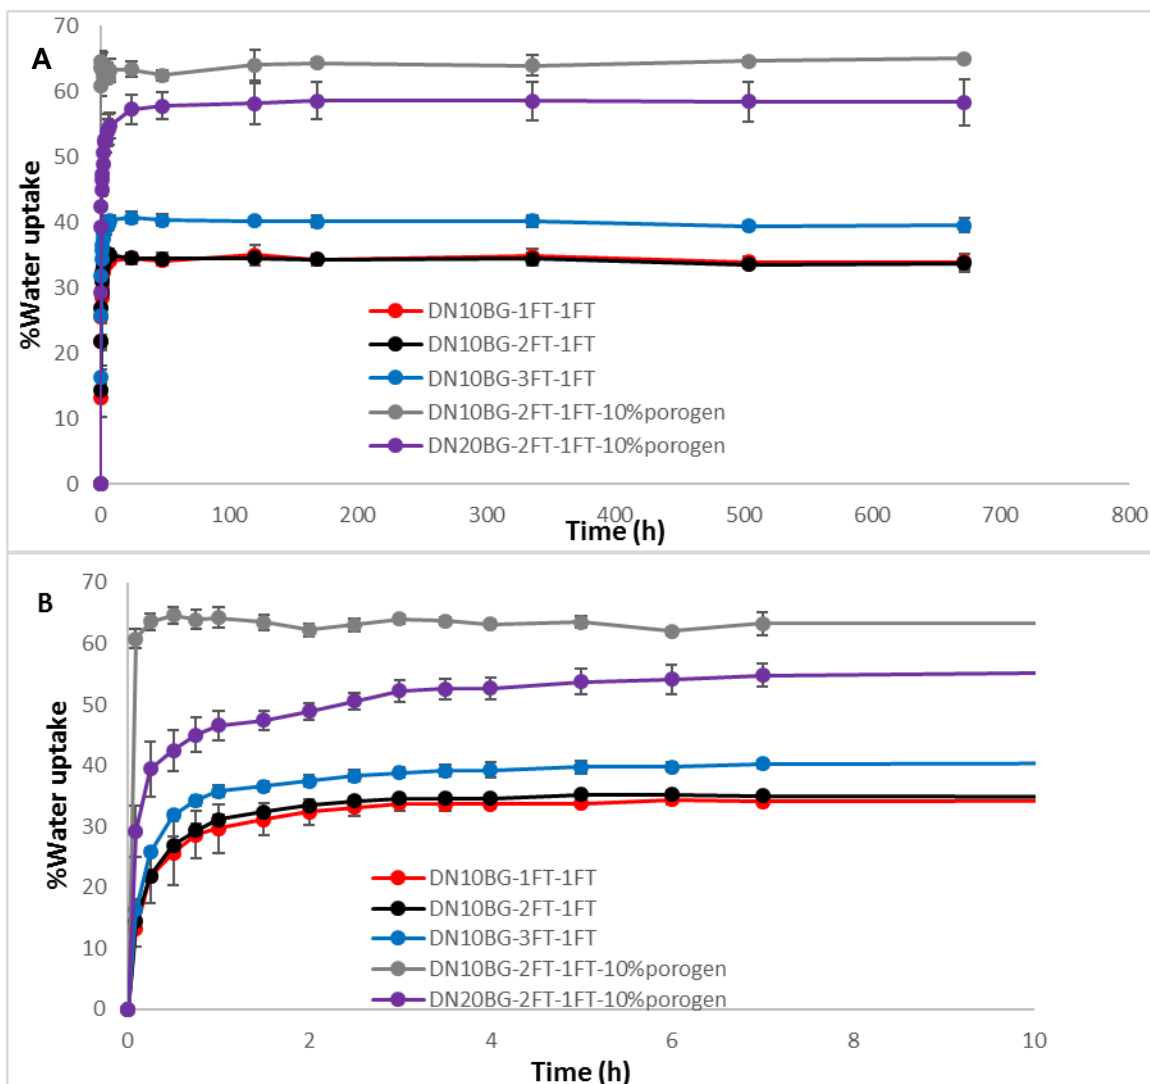 A
70
60
50
40
30
20
10
0
%Water uptake
DN10BG-1FT-1FT
DN10BG-2FT-1FT
DN10BG-3FT-1FT
DN10BG-2FT-1FT-10%porogen
DN20BG-2FT-1FT-10%porogen
0 100 200 300 400 500 600 700 800
Time (h)
B
70
60
50
40
30
20
10
0
%Water uptake
DN10BG-1FT-1FT
DN10BG-2FT-1FT
DN10BG-3FT-1FT
DN10BG-2FT-1FT-10%porogen
DN20BG-2FT-1FT-10%porogen
0 2 4 6 8 10
Time (h)